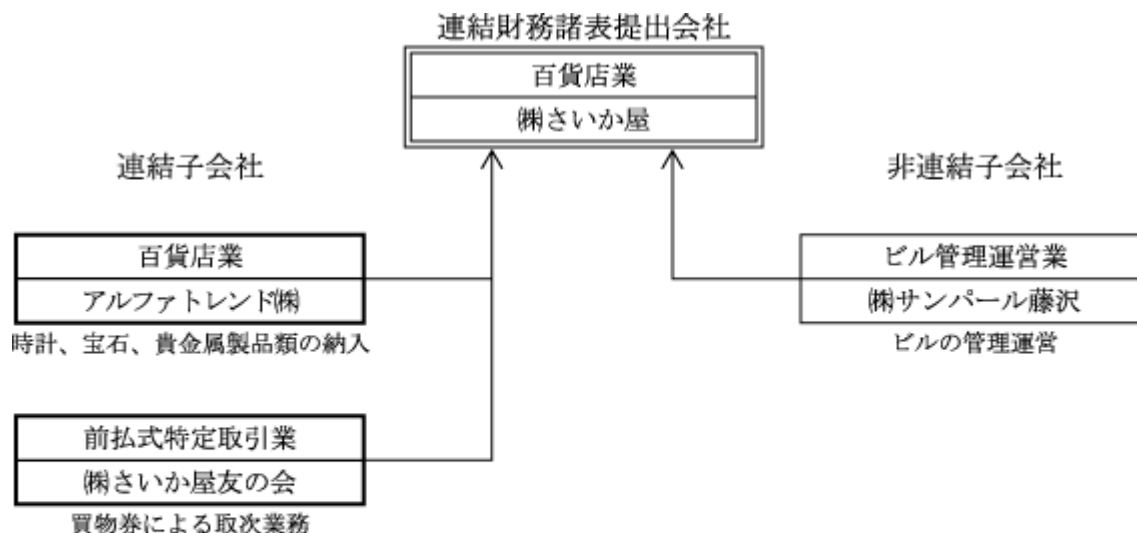 連結財務諸表提出会社
百貨店業
㈱さいか屋
連結子会社
百貨店業
アルファトレンド㈱
時計、宝石、貴金属製品類の納入
前払式特定取引業
㈱さいか屋友の会
買物券による取次業務
非連結子会社
ビル管理運営業
㈱サンパール藤沢
ビルの管理運営